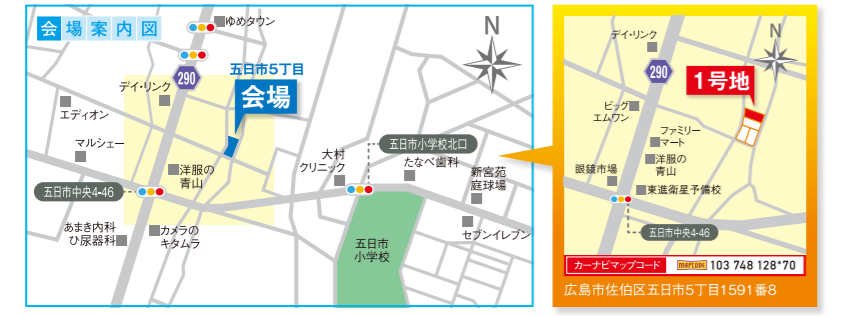 会場案内図
ゆめタウン
N
290
五日市5丁目
会場
デイ・リンク
エディオン
マルシェー
洋服の
青山
五日市中央4-46
あまき内科
ひ尿器科
カメラの
キタムラ
大村
クリニック
五日市小学校北口
たなべ歯科
新宮苑
庭球場
セブンイレブン
五日市
小学校
デイ・リンク
N
290
1号地
ビッグ
エムワン
ファミリー
マート
洋服の
青山
眼鏡市場
東進衛星予備校
五日市中央4-46
カーナビマップコード MAPCODE 103 748 128*70
広島市佐伯区五日市5丁目1591番8